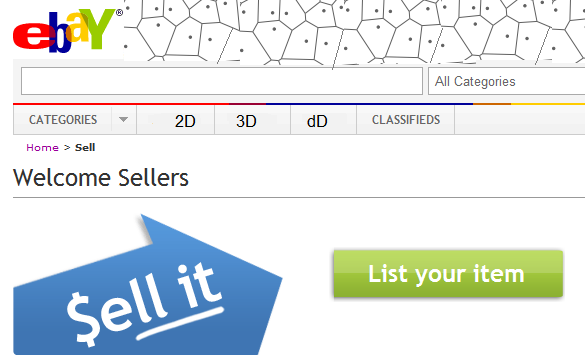 ebaY®
All Categories
CATEGORIES 2D 3D dD CLASSIFIEDS
Home > Sell
Welcome Sellers
$ell it
List your item